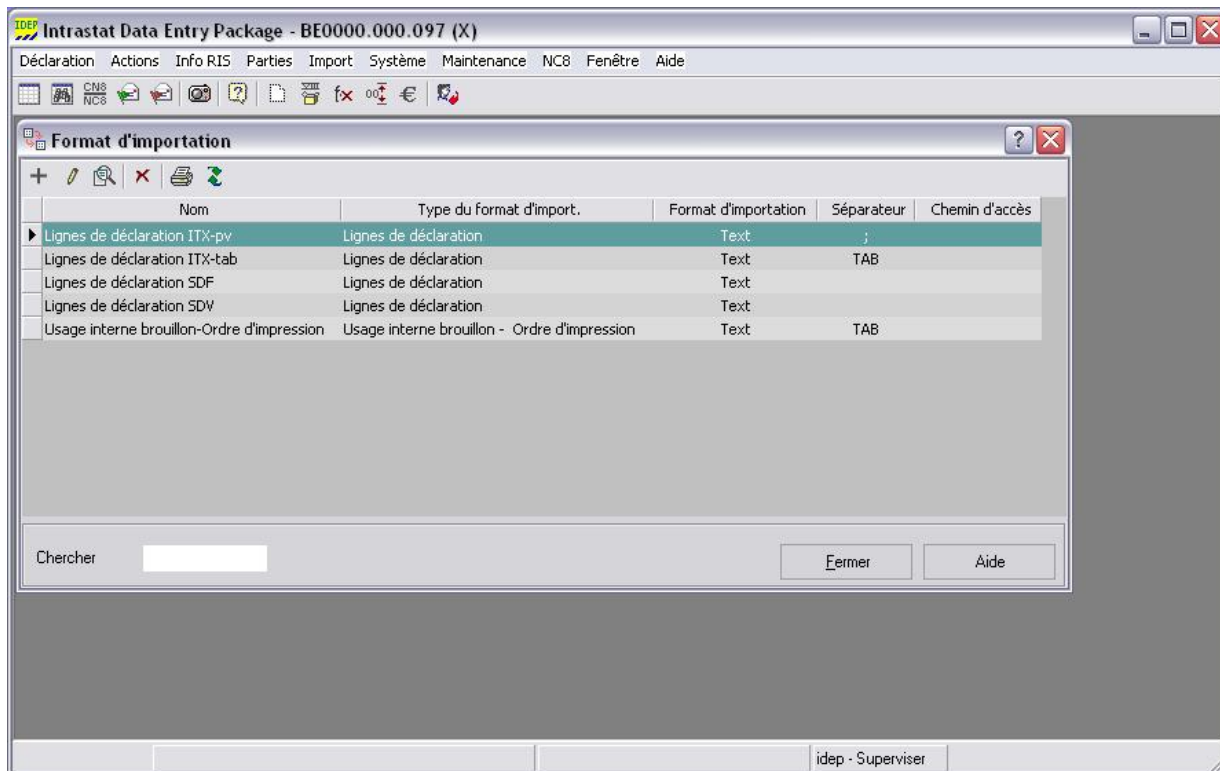 IDEP Intrastat Data Entry Package - BE0000.000.097 (X)
Déclaration Actions Info RIS Parties Import Système Maintenance NC8 Fenêtre Aide
CN8
NC8
Format d'importation
Nom Type du format d'import. Format d'importation Séparateur Chemin d'accès
Lignes de déclaration ITX-pv Lignes de déclaration Text ;
Lignes de déclaration ITX-tab Lignes de déclaration Text TAB
Lignes de déclaration SDF Lignes de déclaration Text
Lignes de déclaration SDV Lignes de déclaration Text
Usage interne brouillon-Ordre d'impression Usage interne brouillon - Ordre d'impression Text TAB
Chercher Fermer Aide
idep - Superviser